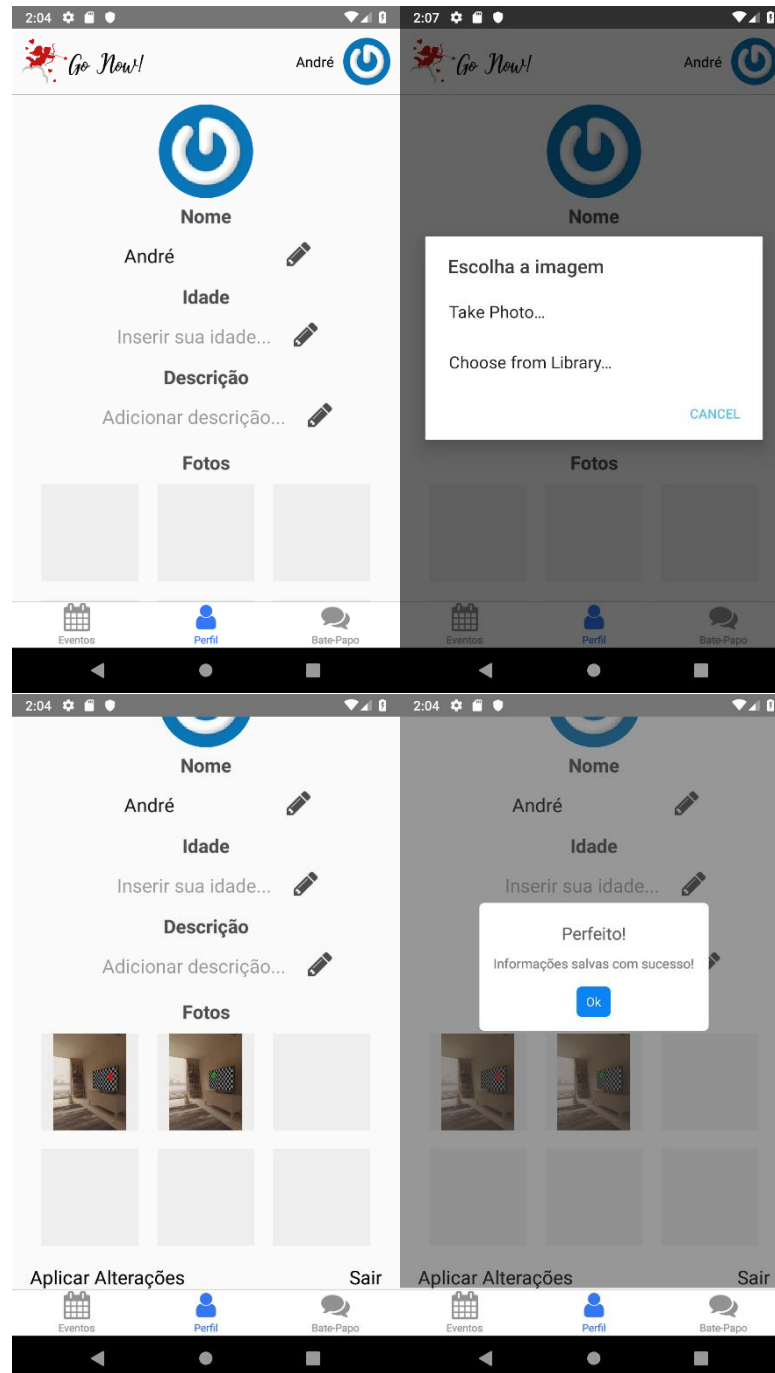 2:04
Go Now!
André
Nome
André
Idade
Inserir sua idade...
Descrição
Adicionar descrição...
Fotos
Eventos
Perfil
Bate-Papo
2:07
Go Now!
André
Nome
Escolha a imagem
Take Photo...
Choose from Library...
CANCEL
Fotos
Eventos
Perfil
Bate-Papo
2:04
Nome
André
Idade
Inserir sua idade...
Descrição
Adicionar descrição...
Fotos
Aplicar Alterações
Sair
Eventos
Perfil
Bate-Papo
2:04
Nome
André
Idade
Inserir sua idade...
Perfeito!
Informações salvas com sucesso!
Ok
Aplicar Alterações
Sair
Eventos
Perfil
Bate-Papo